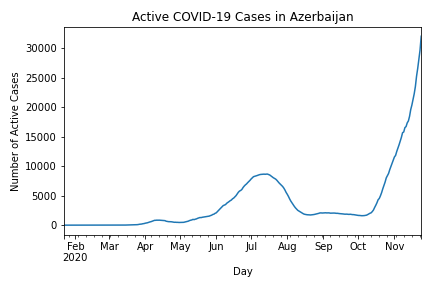 Active COVID-19 Cases in Azerbaijan
Number of Active Cases
30000
25000
20000
15000
10000
5000
0
Feb Mar Apr May Jun Jul Aug Sep Oct Nov
2020
Day